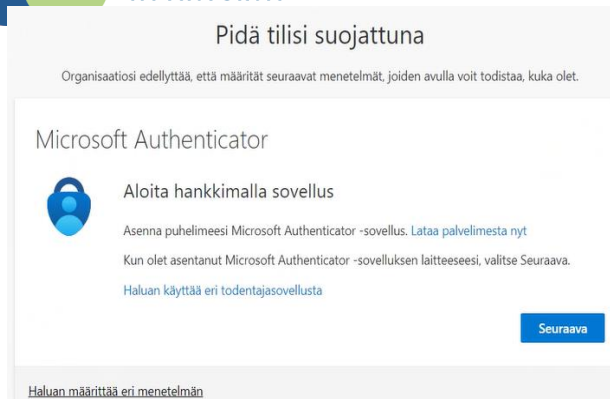 Pidä tilisi suojattuna
Organisaatiosi edellyttää, että määrität seuraavat menetelmät, joiden avulla voit todistaa, kuka olet.
Microsoft Authenticator
Aloita hankkimalla sovellus
Asenna puhelimeesi Microsoft Authenticator -sovellus. Lataa palvelimesta nyt
Kun olet asentanut Microsoft Authenticator -sovelluksen laitteeseesi, valitse Seuraava.
Haluan käyttää eri todentajasovellusta
Seuraava
Haluan määrittää eri menetelmän